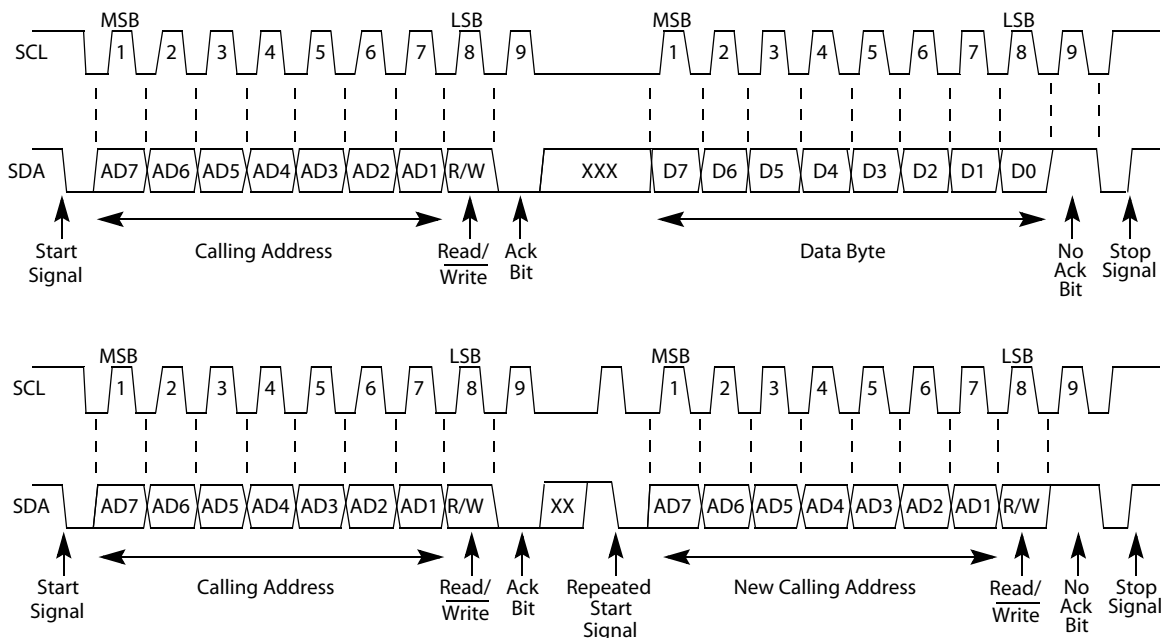 MSB LSB MSB LSB
SCL 1 2 3 4 5 6 7 8 9 1 2 3 4 5 6 7 8 9
SDA AD7 AD6 AD5 AD4 AD3 AD2 AD1 R/W XXX D7 D6 D5 D4 D3 D2 D1 D0
Start Signal
Calling Address
Read/
Write
Ack
Bit
Data Byte
No
Ack
Bit
Stop
Signal
MSB LSB MSB LSB
SCL 1 2 3 4 5 6 7 8 9 1 2 3 4 5 6 7 8 9
SDA AD7 AD6 AD5 AD4 AD3 AD2 AD1 R/W XX AD7 AD6 AD5 AD4 AD3 AD2 AD1 R/W
Start
Signal
Calling Address
Read/
Write
Ack
Bit
Repeated
Start
Signal
New Calling Address
Read/
Write
No
Ack
Bit
Stop
Signal